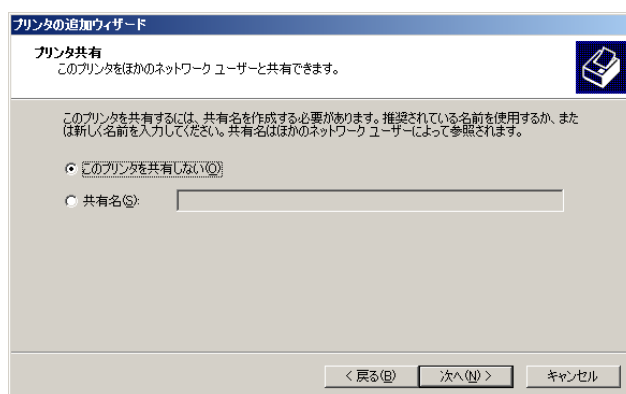 プリンタの追加ウィザード
プリンタ共有
このプリンタをほかのネットワーク ユーザーと共有できます。
このプリンタを共有するには、共有名を作成する必要があります。推奨されている名前を使用するか、また
は新しく名前を入力してください。共有名はほかのネットワーク ユーザーによって参照されます。
このプリンタを共有しない(O)
共有名(S):
< 戻る(B) 次へ(N) > キャンセル